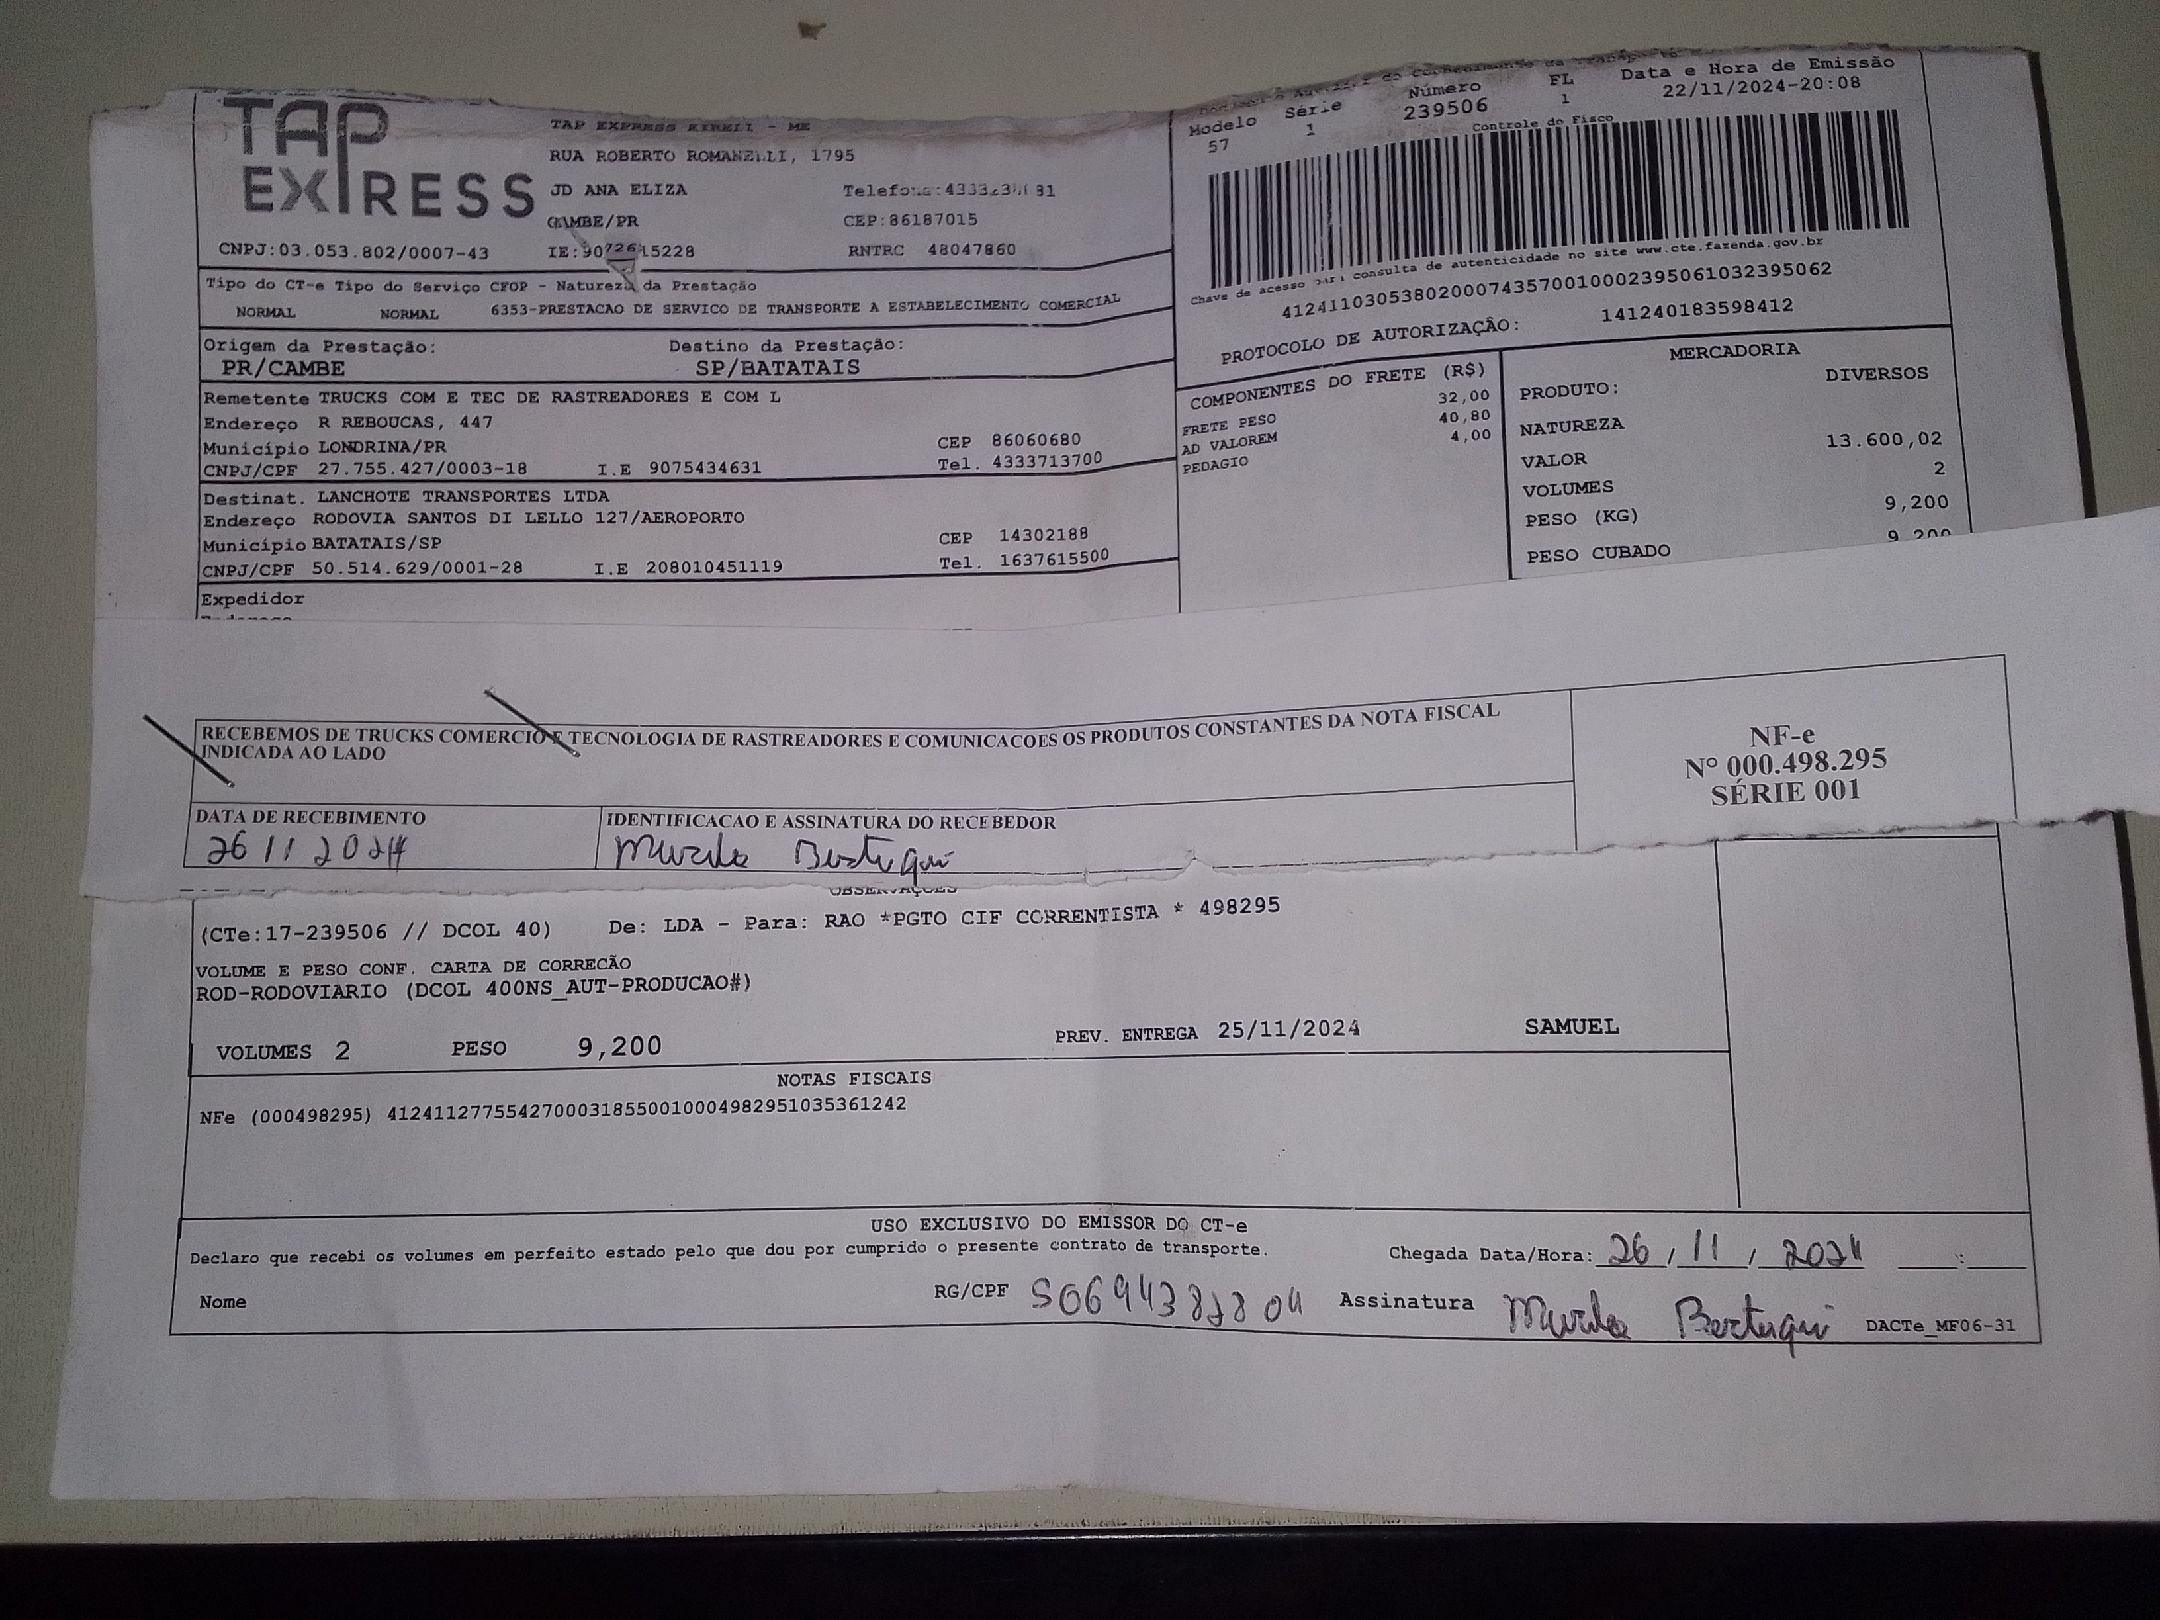 TAP EXPRESS
TAP EXPRESS EIRELI - ME
RUA ROBERTO ROMANELLI, 1795
JD ANA ELIZA
CAMBE/PR
CEP:86187015
CNPJ:03.053.802/0007-43
IE:9072615228
RNTRC 48047860
Modelo Série Número FL Data e Hora de Emissão
57 1 239506 1 22/11/2024-20:08
Controle do Fisco
Chave de acesso para consulta de autenticidade no site www.cte.fazenda.gov.br
41241103053802000743570010002395061032395062
PROTOCOLO DE AUTORIZAÇÃO: 141240183598412
Tipo do CT-e Tipo do Serviço CFOP - Natureza da Prestação
NORMAL NORMAL 6353-PRESTACAO DE SERVICO DE TRANSPORTE A ESTABELECIMENTO COMERCIAL
Origem da Prestação: Destino da Prestação:
PR/CAMBE SP/BATATAIS
Remetente TRUCKS COM E TEC DE RASTREADORES E COM L
Endereço R REBOUCAS, 447
Município LONDRINA/PR CEP 86060680
CNPJ/CPF 27.755.427/0003-18 I.E 9075434631 Tel. 4333713700
Destinat. LANCHOTE TRANSPORTES LTDA
Endereço RODOVIA SANTOS DI LELLO 127/AEROPORTO
Município BATATAIS/SP CEP 14302188
CNPJ/CPF 50.514.629/0001-28 I.E 208010451119 Tel. 1637615500
Expedidor
COMPONENTES DO FRETE (R$)
FRETE PESO 32,00
AD VALOREM 40,80
PEDAGIO 4,00
MERCADORIA
PRODUTO: DIVERSOS
NATUREZA
VALOR 13.600,02
VOLUMES 2
PESO (KG) 9,200
PESO CUBADO 9,200
RECEBEMOS DE TRUCKS COMERCIO E TECNOLOGIA DE RASTREADORES E COMUNICACOES OS PRODUTOS CONSTANTES DA NOTA FISCAL
INDICADA AO LADO
NF-e
Nº 000.498.295
SÉRIE 001
DATA DE RECEBIMENTO IDENTIFICACAO E ASSINATURA DO RECEBEDOR
26 11 2024
OBSERVAÇÕES
(CTe:17-239506 // DCOL 40) De: LDA - Para: RAO *PGTO CIF CORRENTISTA * 498295
VOLUME E PESO CONF. CARTA DE CORRECÃO
ROD-RODOVIARIO (DCOL 400NS_AUT-PRODUCAO#)
VOLUMES 2 PESO 9,200 PREV. ENTREGA 25/11/2024 SAMUEL
NOTAS FISCAIS
NFe (000498295) 41241127755427000318550010004982951035361242
USO EXCLUSIVO DO EMISSOR DO CT-e
Declaro que recebi os volumes em perfeito estado pelo que dou por cumprido o presente contrato de transporte. Chegada Data/Hora: 26/11/2024 :
Nome RG/CPF Assinatura DACTe_MF06-31